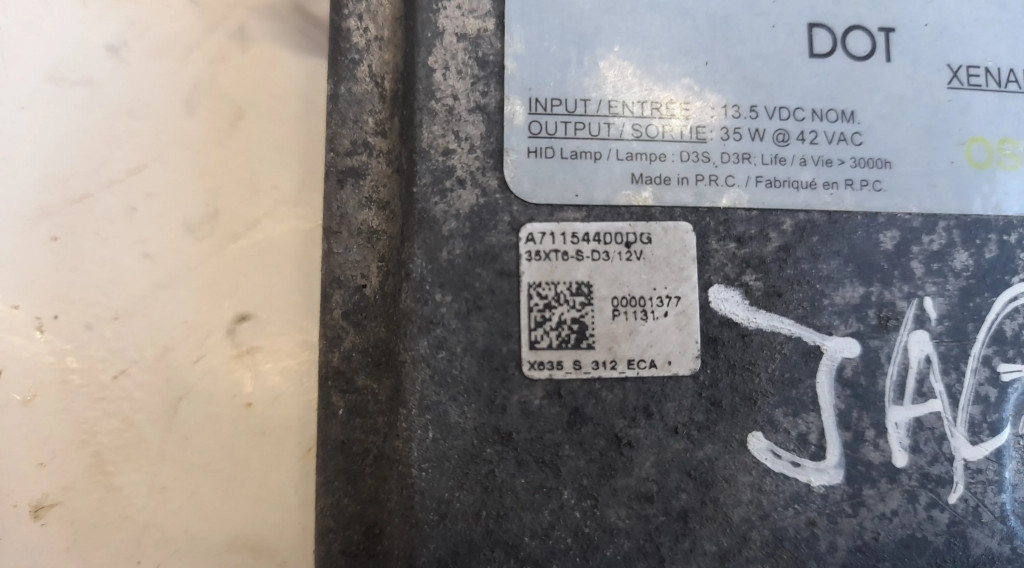 DOT
INPUT / ENTRÉE : 13.5 VDC NOM.
OUTPUT / SORTIE: 35 W @ 42 VAC
HID Lamp / Lampe : D3S, D3R; Life / á Vie > 3000h
Made in P.R.C. / Fabriqué en R.P.C.
A71154400DG
35XT6-S-D3/12V
00001377
P1131
X635_S_312_ECA